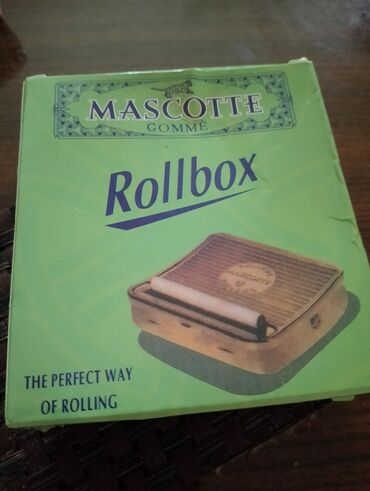 MASCOTTE
GOMME
Rollbox
THE PERFECT WAY
OF ROLLING